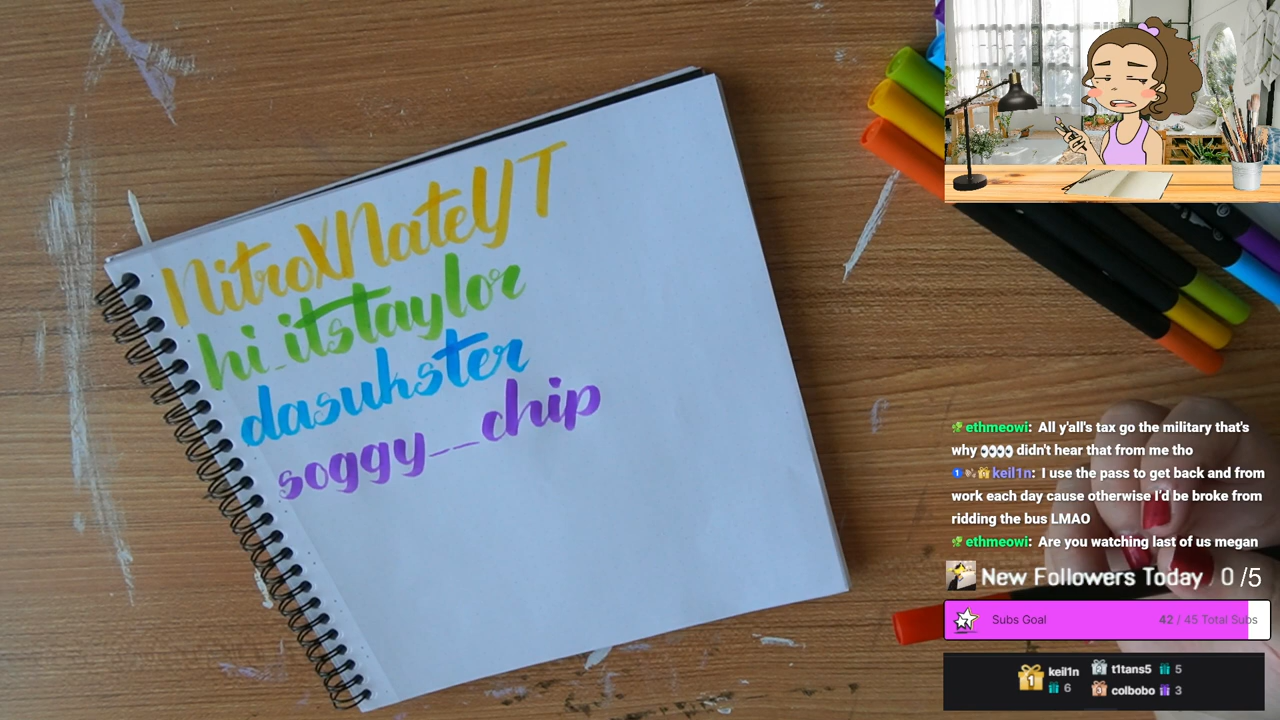 NitroXNateYT
hi_itstaylor
dasukster
soggy__chip
ethmeowi: All y'all's tax go the military that's
why 👀👀 didn't hear that from me tho
keil1n: I use the pass to get back and from
work each day cause otherwise I'd be broke from
ridding the bus LMAO
ethmeowi: Are you watching last of us megan
New Followers Today 0 /5
Subs Goal 42 / 45 Total Subs
1 keil1n 6
2 t1tans5 5
3 colbobo 3